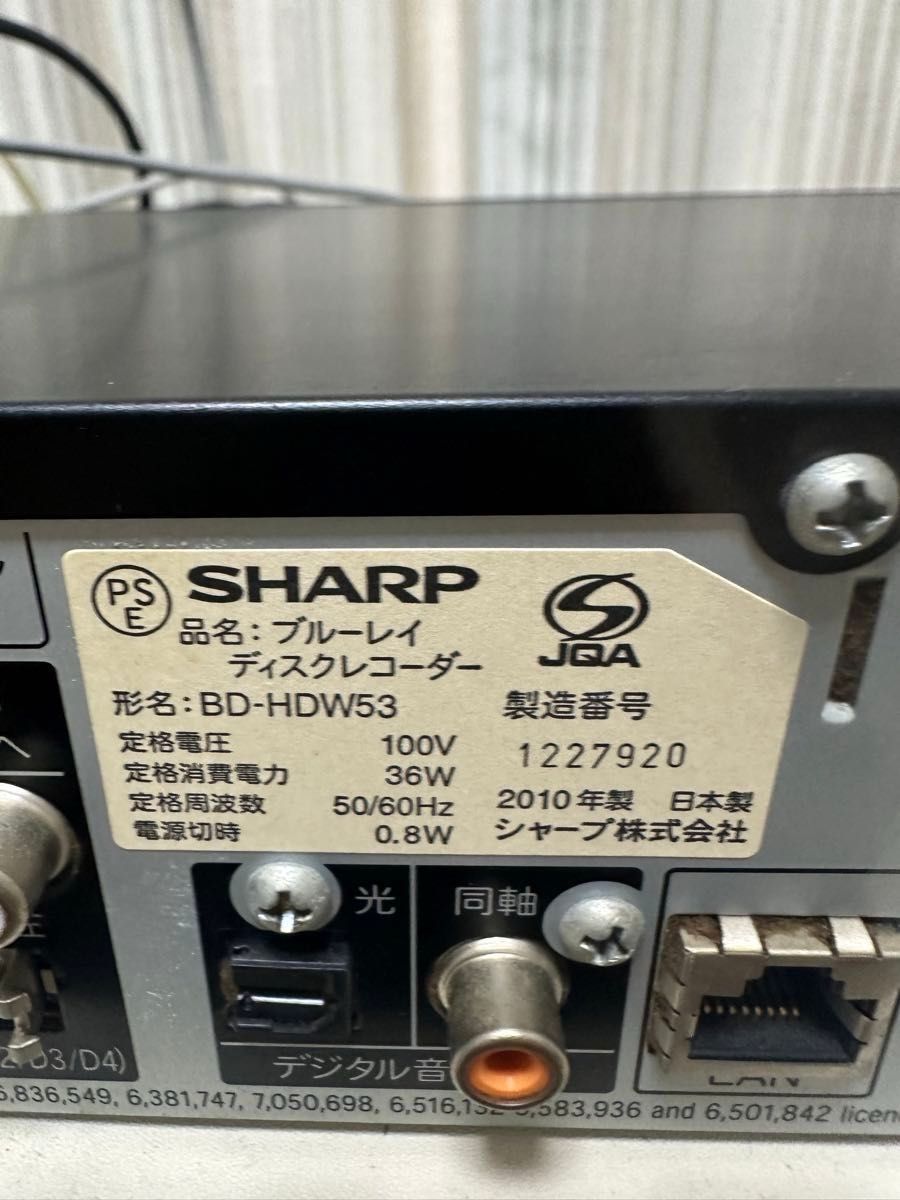 PS
E
SHARP
JQA
品名：ブルーレイ
ディスクレコーダー
形名：BD-HDW53
製造番号
定格電圧 100V
1227920
定格消費電力 36W
定格周波数 50/60Hz
2010年製 日本製
電源切時 0.8W
シャープ株式会社
光
同軸
デジタル音
LAN
/D3/D4)
6,836,549, 6,381,747, 7,050,698, 6,516,132 5,583,936 and 6,501,842 licen